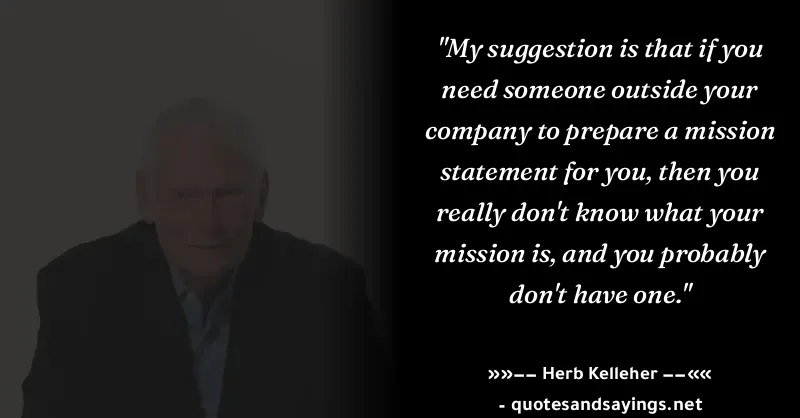 "My suggestion is that if you
need someone outside your
company to prepare a mission
statement for you, then you
really don't know what your
mission is, and you probably
don't have one."
»»−− Herb Kelleher −−««
- quotesandsayings.net